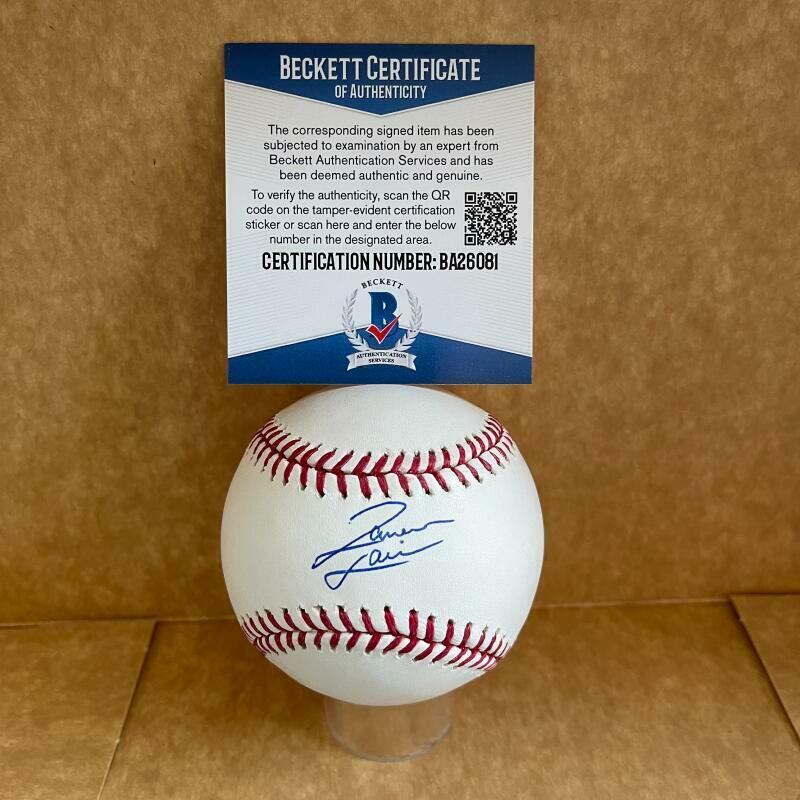 BECKETT CERTIFICATE
OF AUTHENTICITY
The corresponding signed item has been
subjected to examination by an expert from
Beckett Authentication Services and has
been deemed authentic and genuine.
To verify the authenticity, scan the QR
code on the tamper-evident certification
sticker or scan here and enter the below
number in the designated area.
CERTIFICATION NUMBER: BA26081
BECKETT
B
AUTHENTICATION
SERVICES